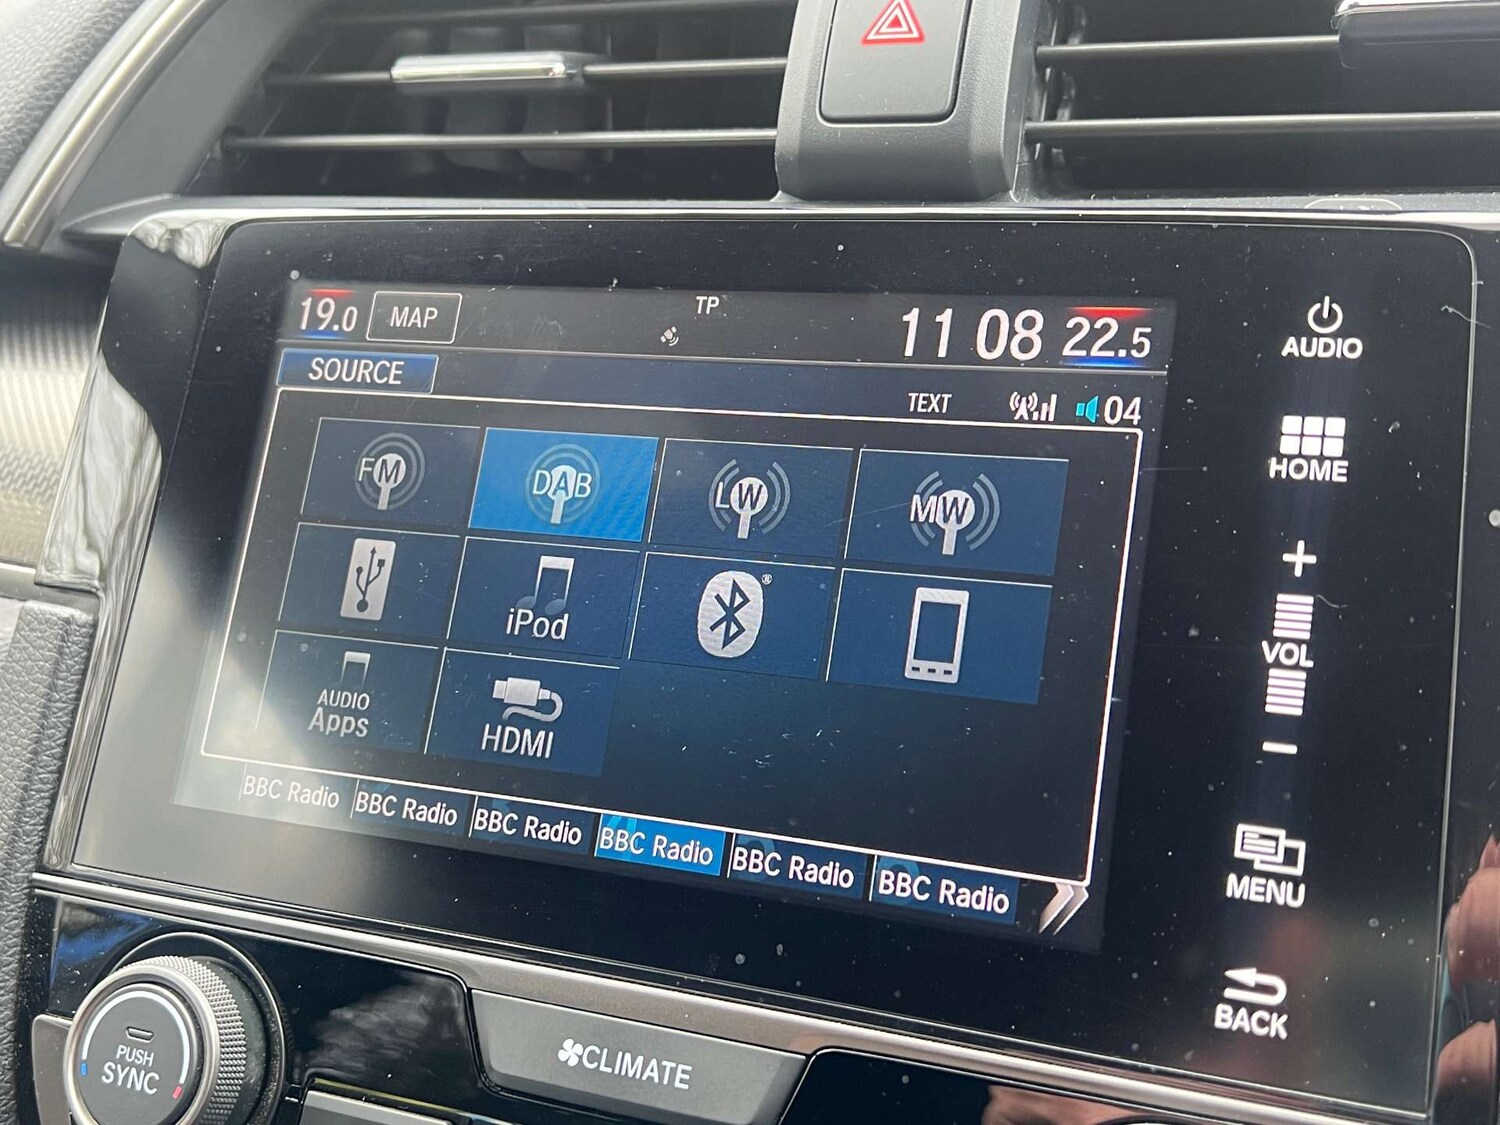 19.0 MAP TP 11 08 22.5
SOURCE
TEXT 04
FM DAB LW MW
iPod ®
AUDIO
Apps
HDMI
BBC Radio BBC Radio BBC Radio BBC Radio BBC Radio BBC Radio
AUDIO
HOME
+
VOL
−
MENU
BACK
PUSH
SYNC
CLIMATE